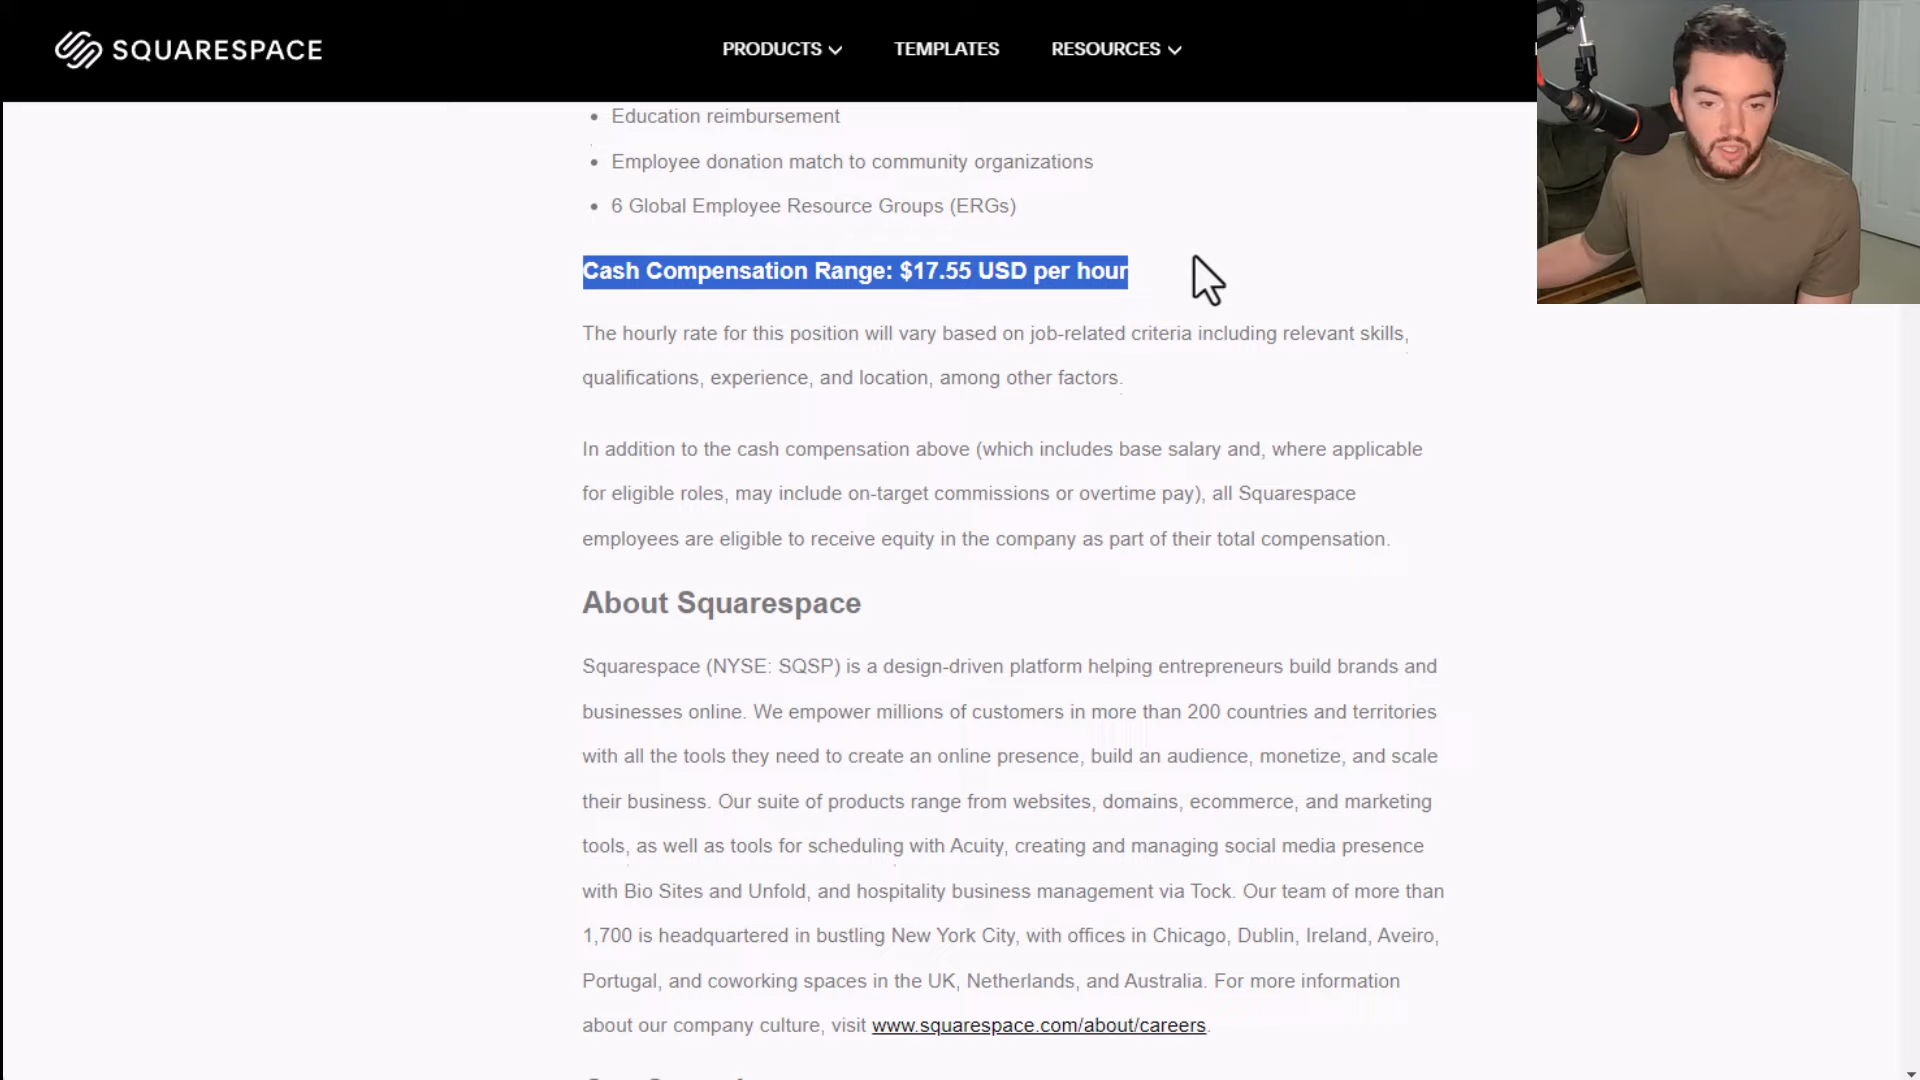 SQUARESPACE
PRODUCTS
TEMPLATES
RESOURCES
Education reimbursement
Employee donation match to community organizations
6 Global Employee Resource Groups (ERGs)
Cash Compensation Range: $17.55 USD per hour
The hourly rate for this position will vary based on job-related criteria including relevant skills,
qualifications, experience, and location, among other factors.
In addition to the cash compensation above (which includes base salary and, where applicable
for eligible roles, may include on-target commissions or overtime pay), all Squarespace
employees are eligible to receive equity in the company as part of their total compensation.
About Squarespace
Squarespace (NYSE: SQSP) is a design-driven platform helping entrepreneurs build brands and
businesses online. We empower millions of customers in more than 200 countries and territories
with all the tools they need to create an online presence, build an audience, monetize, and scale
their business. Our suite of products range from websites, domains, ecommerce, and marketing
tools, as well as tools for scheduling with Acuity, creating and managing social media presence
with Bio Sites and Unfold, and hospitality business management via Tock. Our team of more than
1,700 is headquartered in bustling New York City, with offices in Chicago, Dublin, Ireland, Aveiro,
Portugal, and coworking spaces in the UK, Netherlands, and Australia. For more information
about our company culture, visit www.squarespace.com/about/careers.